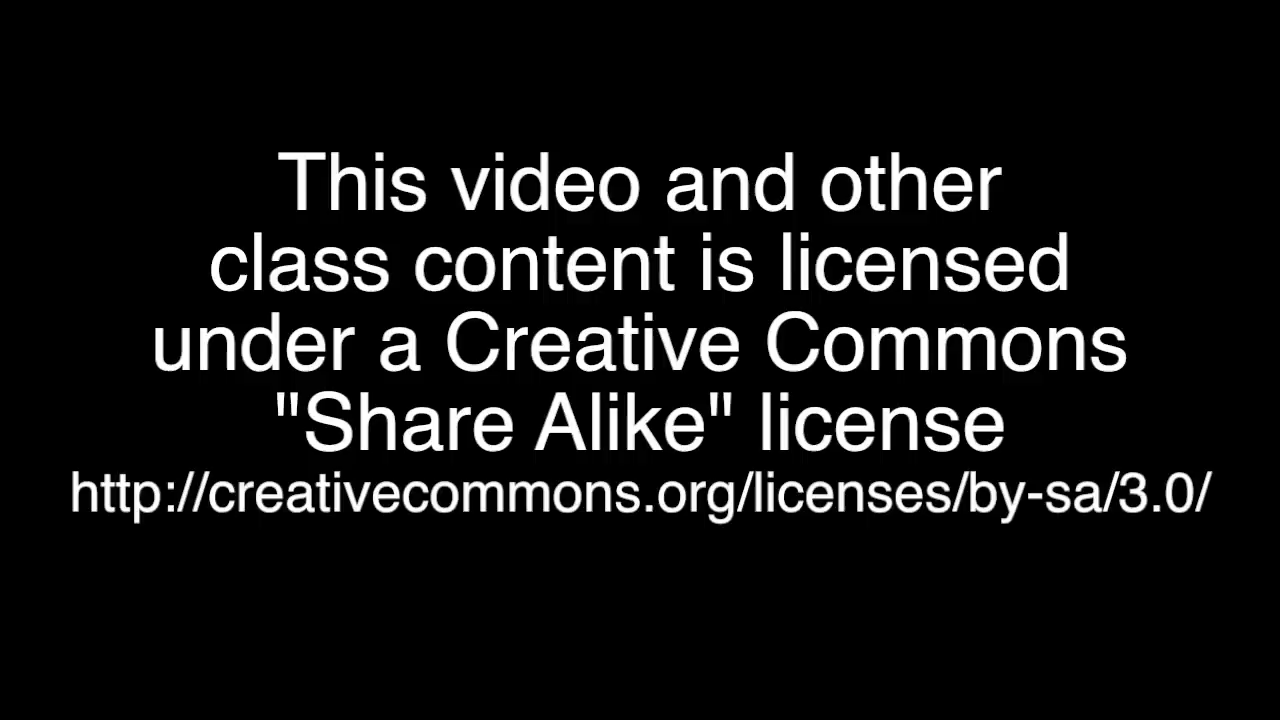 This video and other
class content is licensed
under a Creative Commons
"Share Alike" license
http://creativecommons.org/licenses/by-sa/3.0/